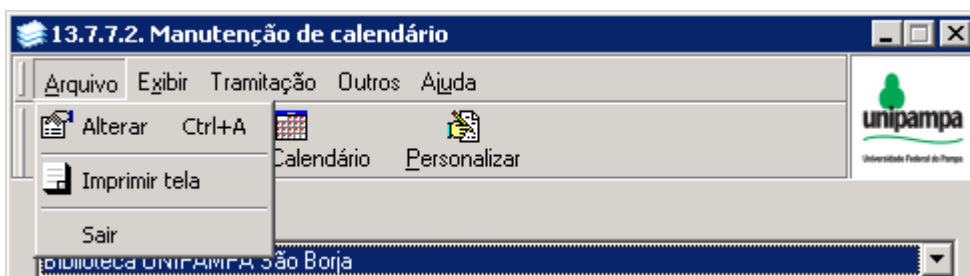 13.7.7.2. Manutenção de calendário
Arquivo Exibir Tramitação Outros Ajuda
Alterar Ctrl+A
Calendário Personalizar
Imprimir tela
Sair
unipampa
Universidade Federal do Pampa
Biblioteca UNIPAMPA São Borja